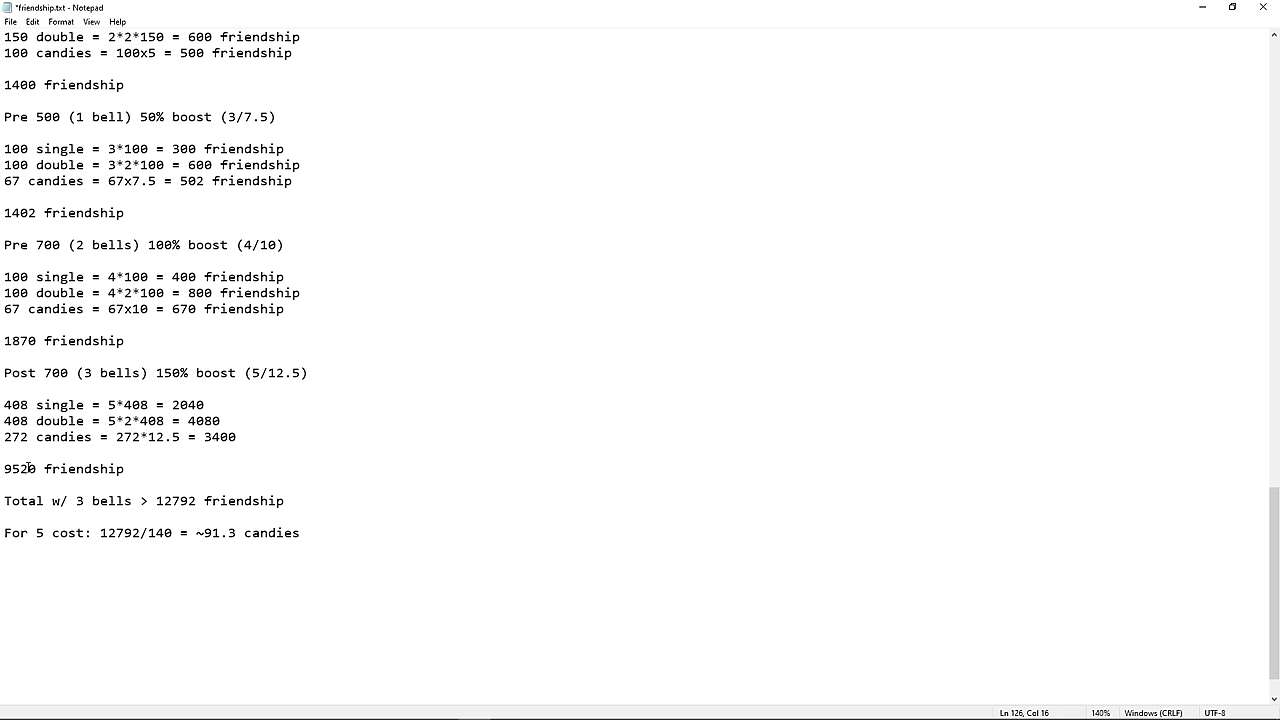 *friendship.txt - Notepad
File Edit Format View Help
150 double = 2*2*150 = 600 friendship
100 candies = 100x5 = 500 friendship
1400 friendship
Pre 500 (1 bell) 50% boost (3/7.5)
100 single = 3*100 = 300 friendship
100 double = 3*2*100 = 600 friendship
67 candies = 67x7.5 = 502 friendship
1402 friendship
Pre 700 (2 bells) 100% boost (4/10)
100 single = 4*100 = 400 friendship
100 double = 4*2*100 = 800 friendship
67 candies = 67x10 = 670 friendship
1870 friendship
Post 700 (3 bells) 150% boost (5/12.5)
408 single = 5*408 = 2040
408 double = 5*2*408 = 4080
272 candies = 272*12.5 = 3400
9520 friendship
Total w/ 3 bells > 12792 friendship
For 5 cost: 12792/140 = ~91.3 candies
Ln 126, Col 16 140% Windows (CRLF) UTF-8